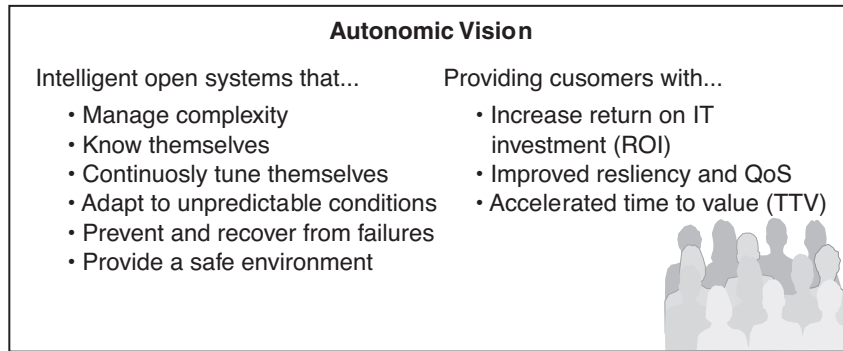 Autonomic Vision
Intelligent open systems that...
• Manage complexity
• Know themselves
• Continuosly tune themselves
• Adapt to unpredictable conditions
• Prevent and recover from failures
• Provide a safe environment
Providing cusomers with...
• Increase return on IT
investment (ROI)
• Improved resliency and QoS
• Accelerated time to value (TTV)